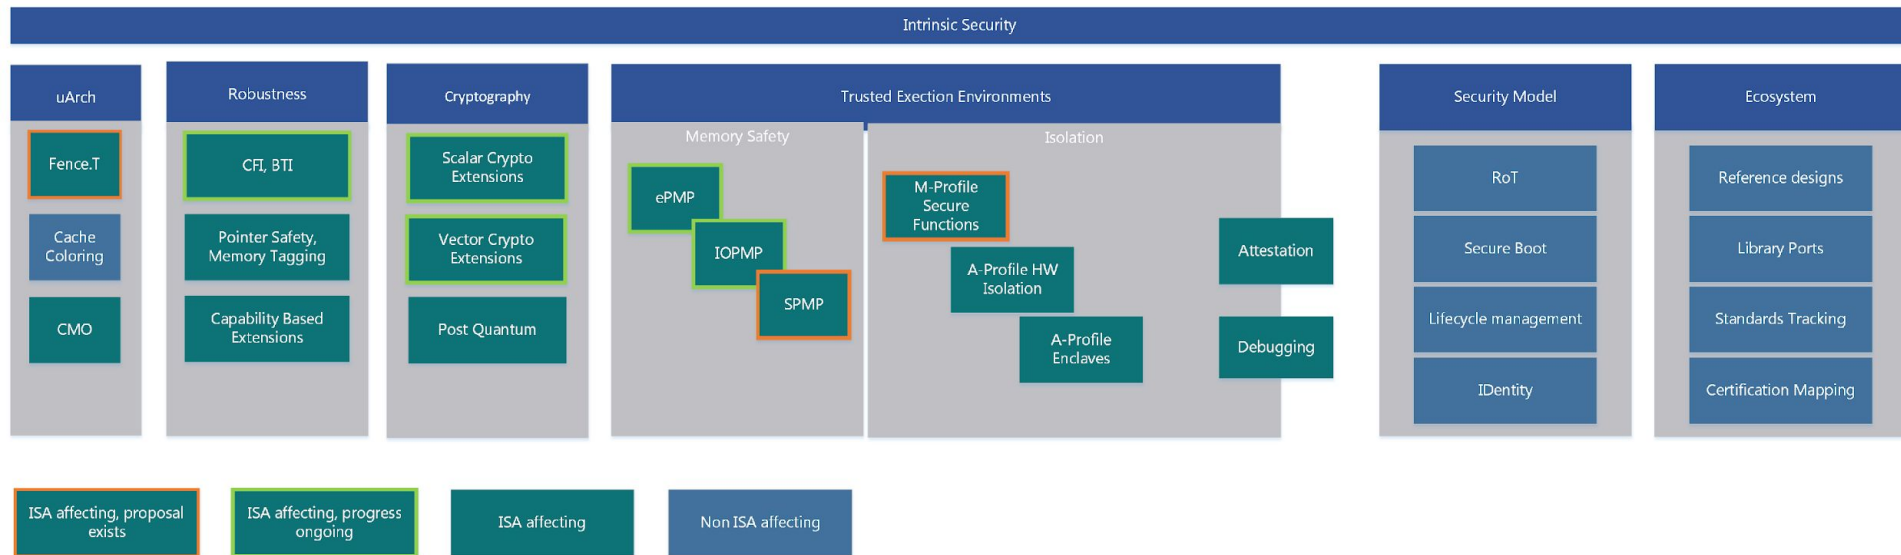 Intrinsic Security
uArch
Fence.T
Cache
Coloring
CMO
Robustness
CFI, BTI
Pointer Safety,
Memory Tagging
Capability Based
Extensions
Cryptography
Scalar Crypto
Extensions
Vector Crypto
Extensions
Post Quantum
Trusted Exection Environments
Memory Safety
ePMP
IOPMP
SPMP
Isolation
M-Profile
Secure
Functions
A-Profile HW
Isolation
A-Profile
Enclaves
Attestation
Debugging
Security Model
RoT
Secure Boot
Lifecycle management
IDentity
Ecosystem
Reference designs
Library Ports
Standards Tracking
Certification Mapping
ISA affecting, proposal
exists
ISA affecting, progress
ongoing
ISA affecting
Non ISA affecting